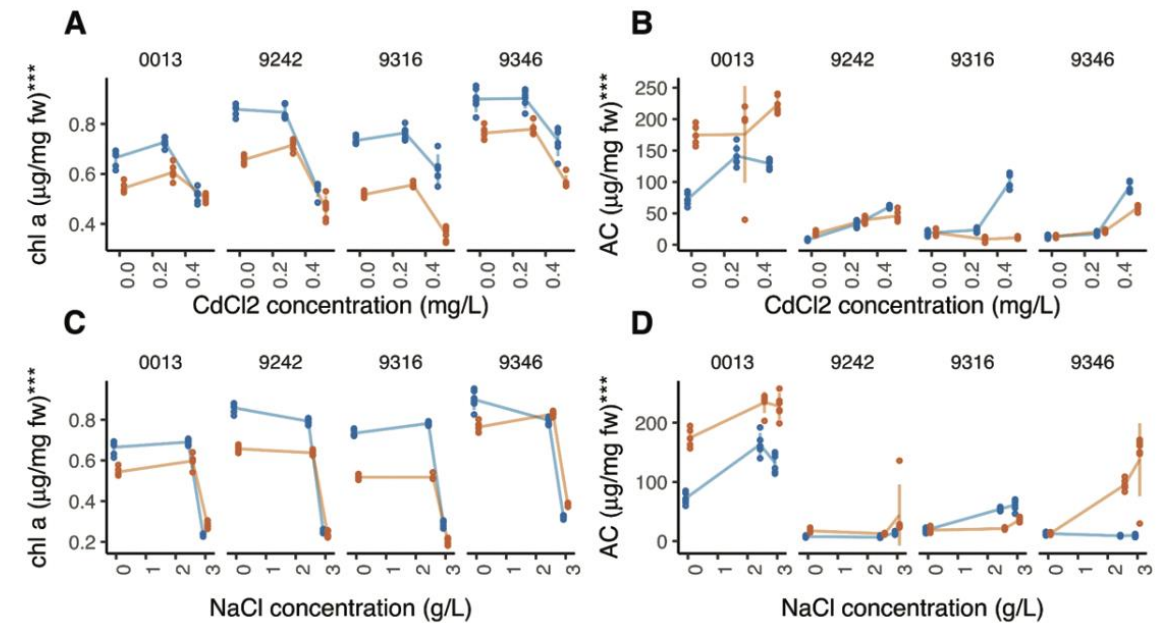 A
B
0013 9242 9316 9346
0013 9242 9316 9346
chl a (µg/mg fw)***
0.8
0.6
0.4
0.0 0.2 0.4 0.0 0.2 0.4 0.0 0.2 0.4 0.0 0.2 0.4
CdCl2 concentration (mg/L)
AC (µg/mg fw)***
250
200
150
100
50
0
0.0 0.2 0.4 0.0 0.2 0.4 0.0 0.2 0.4 0.0 0.2 0.4
CdCl2 concentration (mg/L)
C
D
0013 9242 9316 9346
0013 9242 9316 9346
chl a (µg/mg fw)***
0.8
0.6
0.4
0.2
0 1 2 3 0 1 2 3 0 1 2 3 0 1 2 3
NaCl concentration (g/L)
AC (µg/mg fw)***
200
100
0
0 1 2 3 0 1 2 3 0 1 2 3 0 1 2 3
NaCl concentration (g/L)